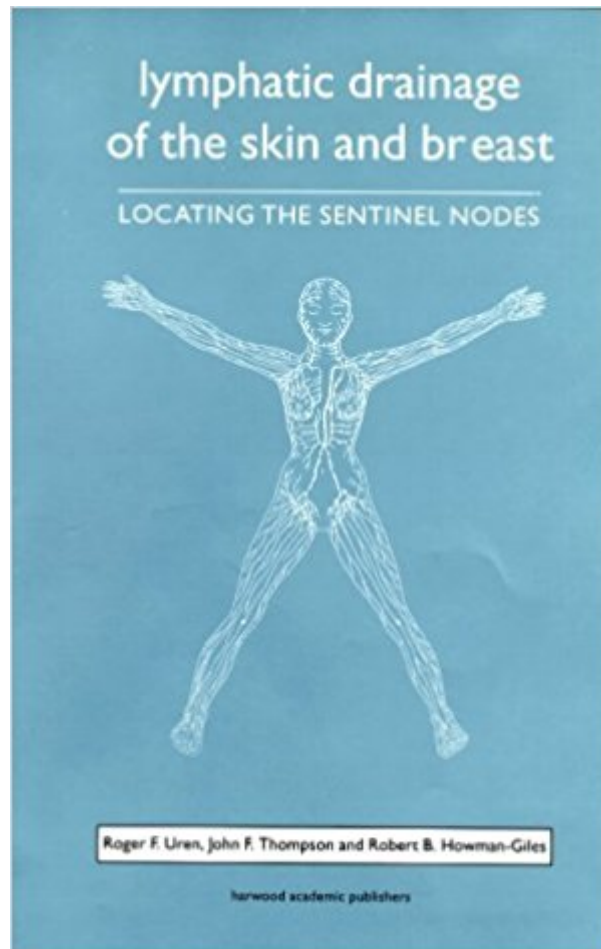 lymphatic drainage
of the skin and breast
LOCATING THE SENTINEL NODES
Roger F. Uren, John F. Thompson and Robert B. Howman-Giles
harwood academic publishers